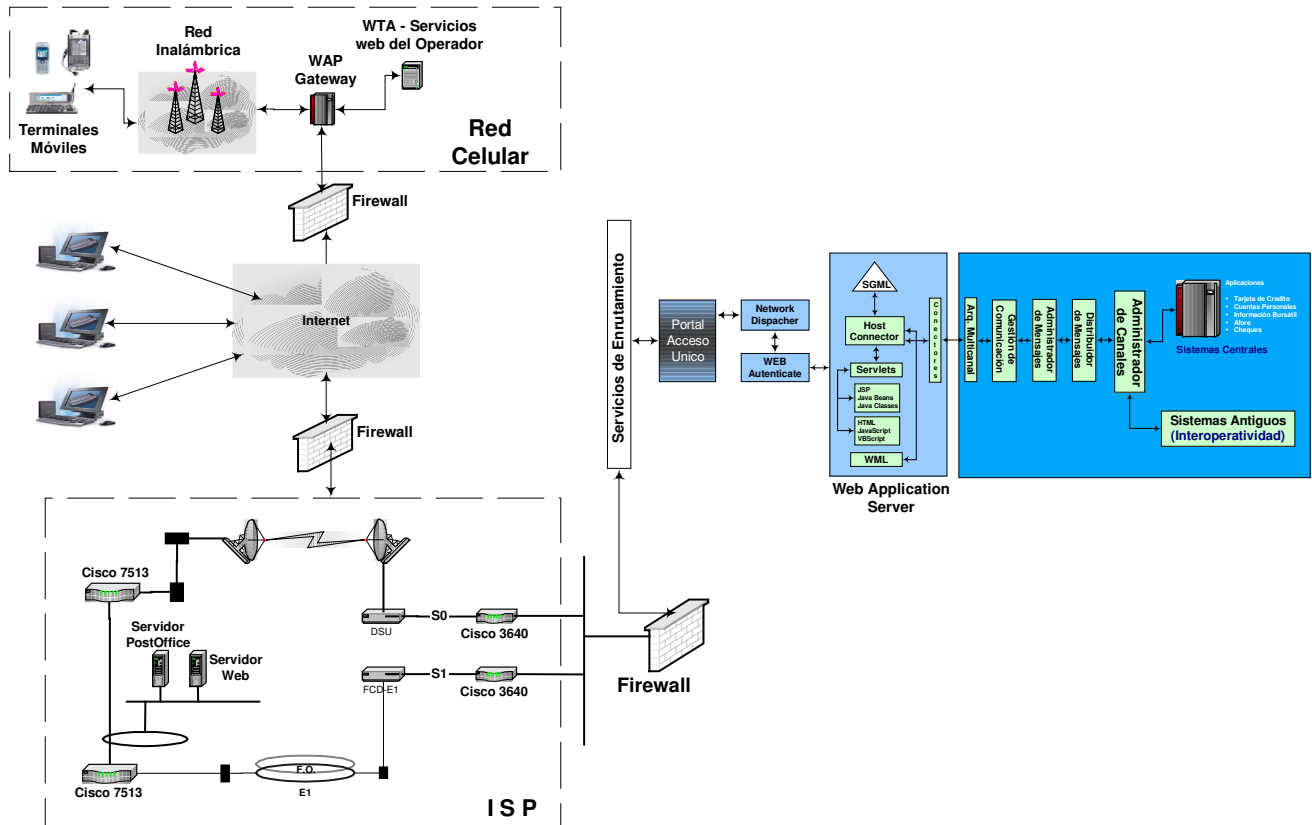 WTA - Servicios
web del Operador
Red
Inalámbrica
WAP
Gateway
Terminales
Móviles
Red
Celular
Firewall
Internet
Firewall
Cisco 7513
Servidor
PostOffice
Servidor
Web
Cisco 7513
F.O.
E1
DSU
S0
Cisco 3640
FCD-E1
S1
Cisco 3640
I S P
Firewall
Servicios de Enrutamiento
Portal
Acceso
Unico
Network
Dispacher
WEB
Autenticate
SGML
Host
Connector
Servlets
JSP
Java Beans
Java Classes
HTML
JavaScript
VBScript
WML
Conectores
Web Application
Server
Arq. Multicanal
Gestión de
Comunicación
Administrador
de Mensajes
Distribuidor
de Mensajes
Administrador
de Canales
Aplicaciones
• Tarjeta de Credito
• Cuentas Personales
• Información Bursátil
• Afore
• Cheques
Sistemas Centrales
Sistemas Antiguos
(Interoperatividad)